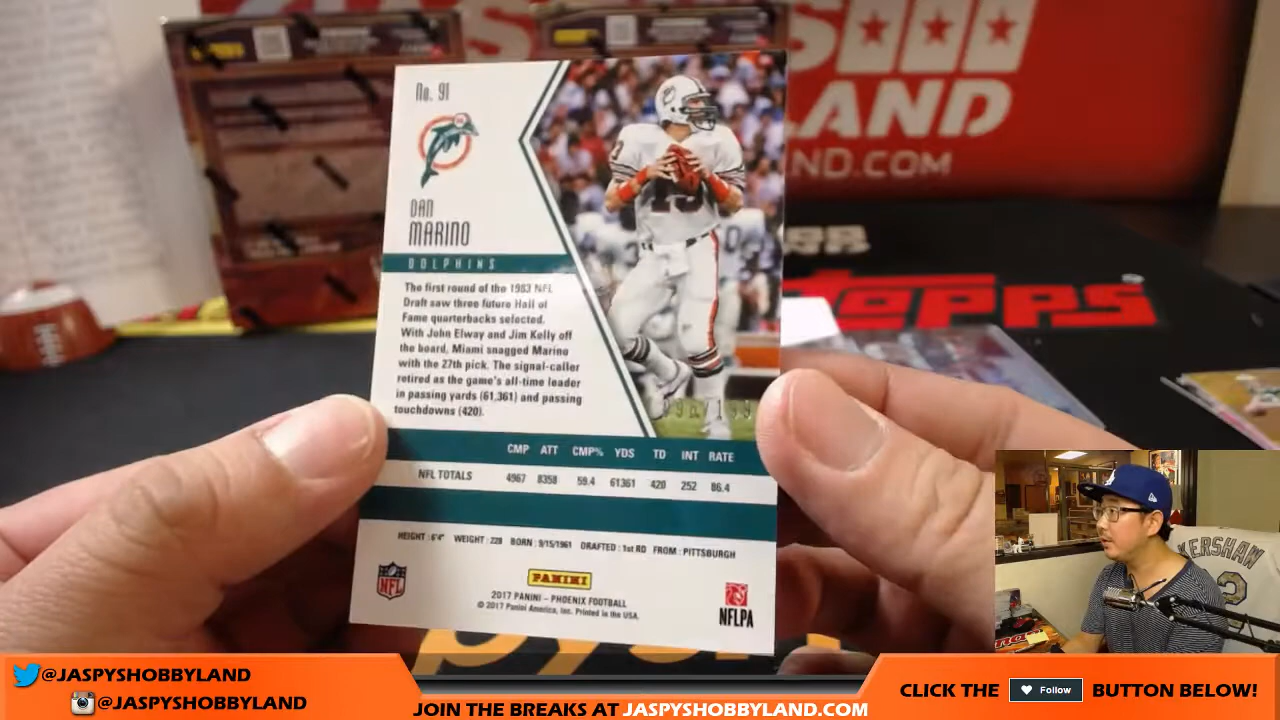 No. 91
DAN
MARINO
DOLPHINS
The first round of the 1983 NFL
Draft saw three future Hall of
Fame quarterbacks selected.
With John Elway and Jim Kelly off
the board, Miami snagged Marino
with the 27th pick. The signal-caller
retired as the game's all-time leader
in passing yards (61,361) and passing
touchdowns (420).
CMP ATT CMP% YDS TD INT RATE
NFL TOTALS 4967 8358 59.4 61361 420 252 86.4
HEIGHT : 6'4" WEIGHT : 228 BORN : 9/15/1961 DRAFTED : 1st RD FROM : PITTSBURGH
NFL
PANINI
2017 PANINI – PHOENIX FOOTBALL
© 2017 Panini America, Inc. Printed in the USA.
NFLPA
LAND
ND.COM
TOPPS
KERSHAW
@JASPYSHOBBYLAND
@JASPYSHOBBYLAND
JOIN THE BREAKS AT JASPYSHOBBYLAND.COM
CLICK THE Follow BUTTON BELOW!